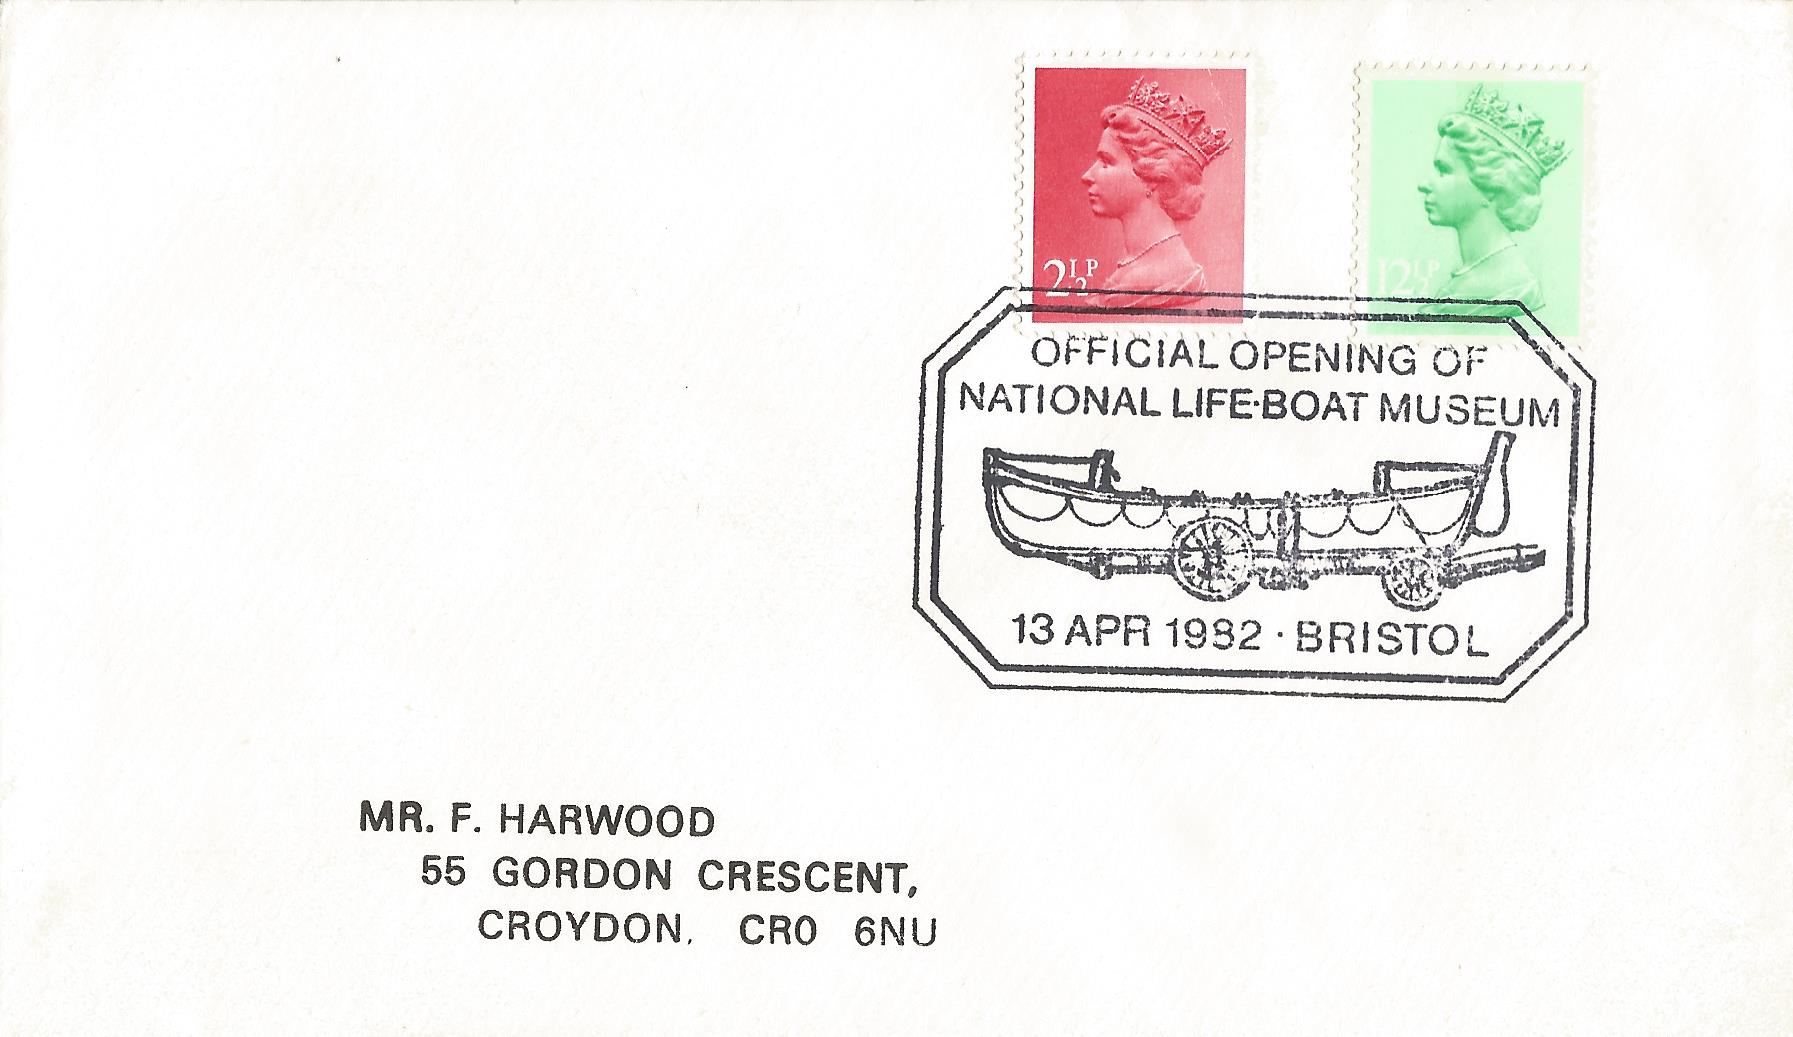 2½P
12½P
OFFICIAL OPENING OF
NATIONAL LIFE-BOAT MUSEUM
13 APR 1982 · BRISTOL
MR. F. HARWOOD
55 GORDON CRESCENT,
CROYDON. CR0 6NU